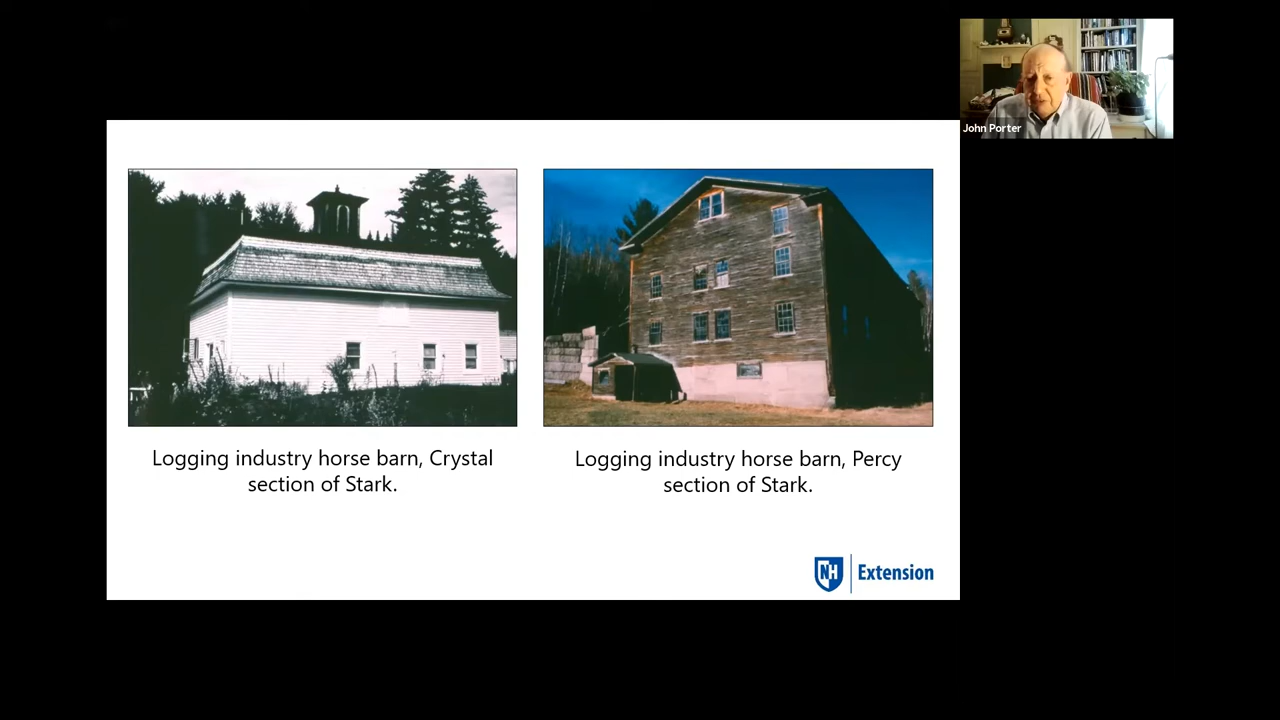 John Porter
Logging industry horse barn, Crystal
section of Stark.
Logging industry horse barn, Percy
section of Stark.
NH Extension